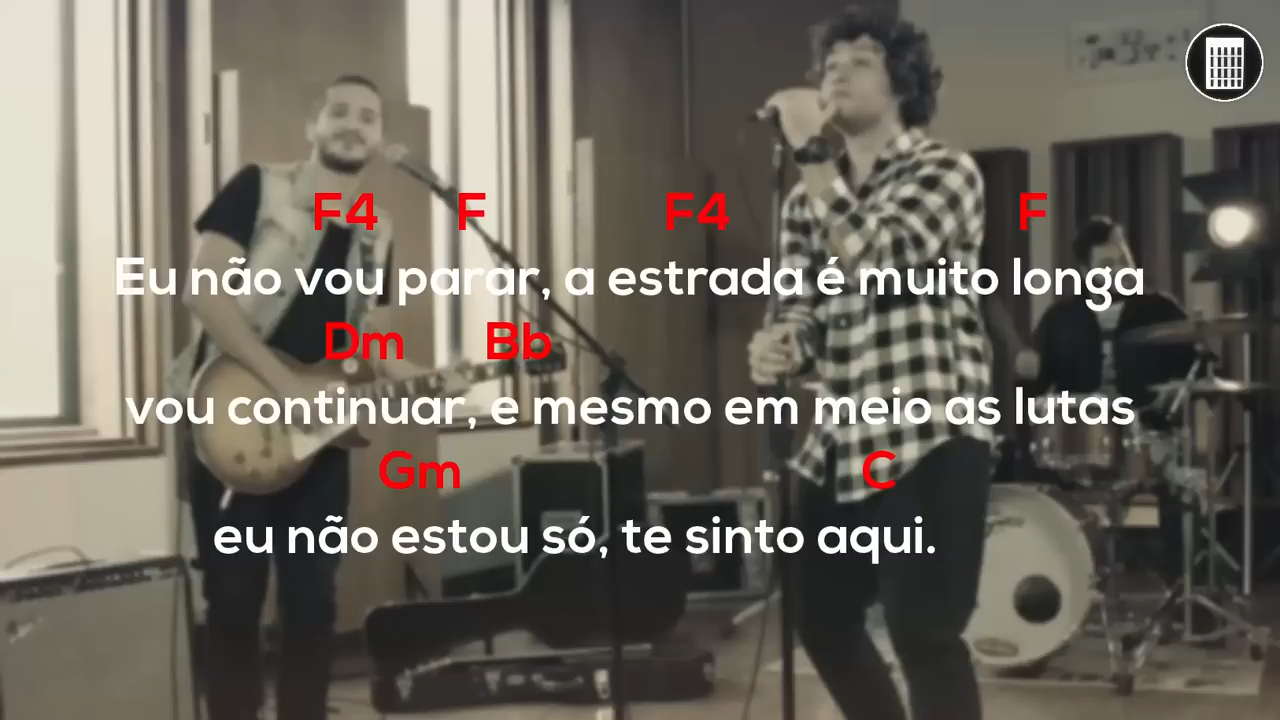 F4 F F4 F
Eu não vou parar, a estrada é muito longa
Dm Bb
vou continuar, e mesmo em meio as lutas
Gm C
eu não estou só, te sinto aqui.